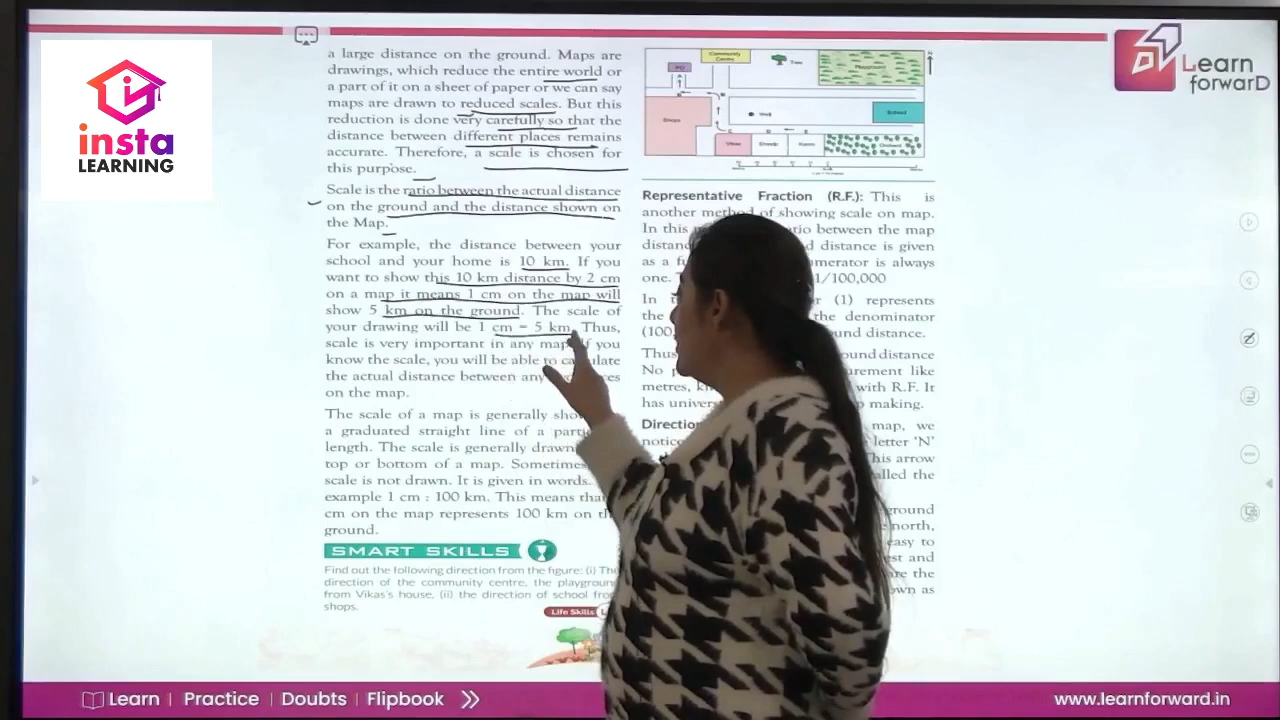 insta
LEARNING
Learn
forwarD
a large distance on the ground. Maps are
drawings, which reduce the entire world or
a part of it on a sheet of paper or we can say
maps are drawn to reduced scales. But this
reduction is done very carefully so that the
distance between different places remains
accurate. Therefore, a scale is chosen for
this purpose.
Scale is the ratio between the actual distance
on the ground and the distance shown on
the Map.
For example, the distance between your
school and your home is 10 km. If you
want to show this 10 km distance by 2 cm
on a map it means 1 cm on the map will
show 5 km on the ground. The scale of
your drawing will be 1 cm = 5 km. Thus,
scale is very important in any map. If you
know the scale, you will be able to calculate
the actual distance between any
on the map.
The scale of a map is generally
a graduated straight line of a
length. The scale is generally drawn
top or bottom of a map. Sometimes
scale is not drawn. It is given in words.
example 1 cm : 100 km. This means that
cm on the map represents 100 km on
ground.
SMART SKILLS
Find out the following direction from the figure: (i) The
direction of the community centre, the playground
from Vikas's house, (ii) the direction of school from
shops.
Life Skills
Community
Centre
Tree
Playground
N
PO
Shops
Well
School
Vikas
Orchard
Representative Fraction (R.F.): This is
another method of showing scale on map.
In this ratio between the map
distance is given
as a numerator is always
one. 1/100,000
In (1) represents
the the denominator
(100 ground distance.
Thus ground distance
No like
metres, with R.F. It
has making.
Direction map, we
letter 'N'
This arrow
called the
ground
north,
easy to
and
the
as
Learn | Practice | Doubts | Flipbook
www.learnforward.in